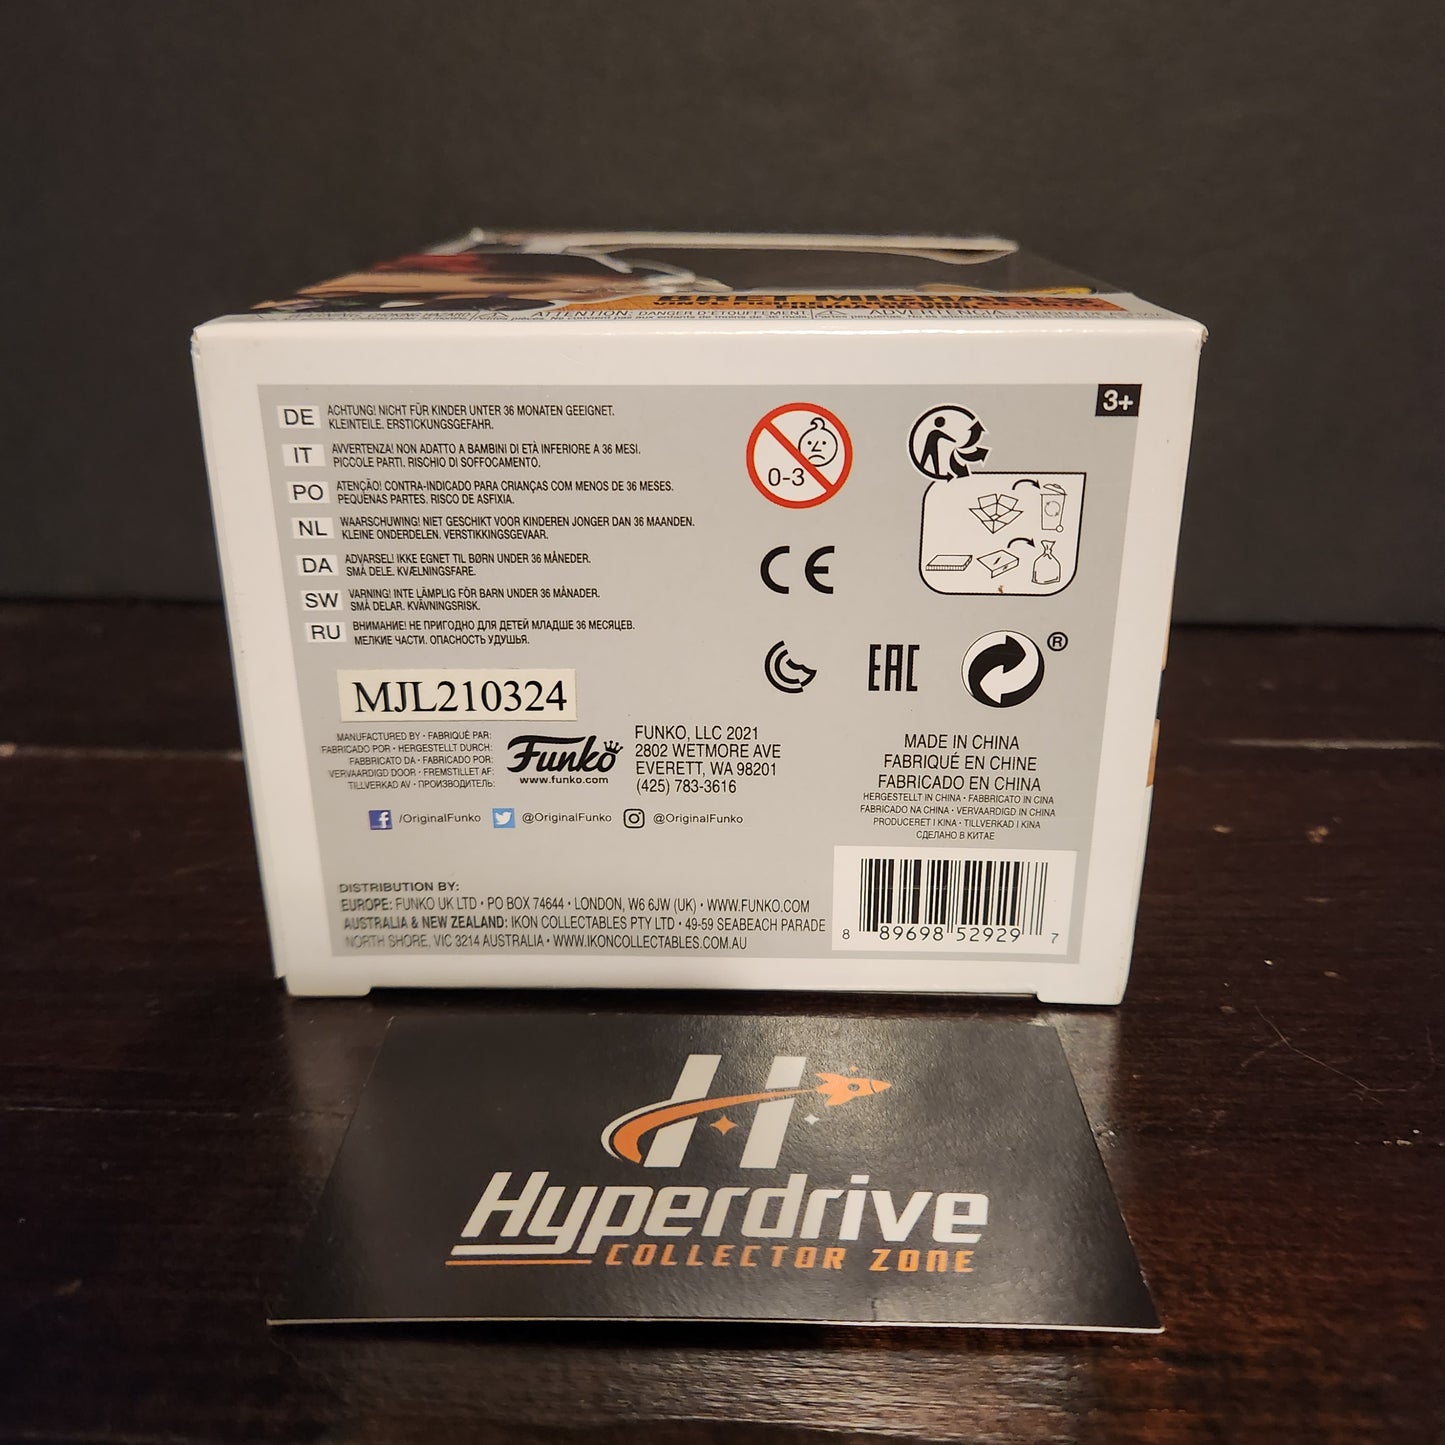 BRET MICHAELS
WARNING: CHOKING HAZARD
ATTENTION: DANGER D'ÉTOUFFEMENT
ADVERTENCIA:
3+
DE ACHTUNG! NICHT FÜR KINDER UNTER 36 MONATEN GEEIGNET.
KLEINTEILE. ERSTICKUNGSGEFAHR.
IT AVVERTENZA! NON ADATTO A BAMBINI DI ETÀ INFERIORE A 36 MESI.
PICCOLE PARTI. RISCHIO DI SOFFOCAMENTO.
PO ATENÇÃO! CONTRA-INDICADO PARA CRIANÇAS COM MENOS DE 36 MESES.
PEQUENAS PARTES. RISCO DE ASFIXIA.
NL WAARSCHUWING! NIET GESCHIKT VOOR KINDEREN JONGER DAN 36 MAANDEN.
KLEINE ONDERDELEN. VERSTIKKINGSGEVAAR.
DA ADVARSEL! IKKE EGNET TIL BØRN UNDER 36 MÅNEDER.
SMÅ DELE. KVÆLNINGSFARE.
SW VARNING! INTE LÄMPLIG FÖR BARN UNDER 36 MÅNADER.
SMÅ DELAR. KVÄVNINGSRISK.
RU ВНИМАНИЕ! НЕ ПРИГОДНО ДЛЯ ДЕТЕЙ МЛАДШЕ 36 МЕСЯЦЕВ.
МЕЛКИЕ ЧАСТИ. ОПАСНОСТЬ УДУШЬЯ.
0-3
CE
EAC
®
MJL210324
MANUFACTURED BY • FABRIQUÉ PAR:
FABRICADO POR • HERGESTELLT DURCH:
FABBRICATO DA • FABRICADO POR:
VERVAARDIGD DOOR • FREMSTILLET AF:
TILLVERKAD AV • ПРОИЗВОДИТЕЛЬ:
Funko
www.funko.com
FUNKO, LLC 2021
2802 WETMORE AVE
EVERETT, WA 98201
(425) 783-3616
/OriginalFunko @OriginalFunko @OriginalFunko
MADE IN CHINA
FABRIQUÉ EN CHINE
FABRICADO EN CHINA
HERGESTELLT IN CHINA • FABBRICATO IN CINA
FABRICADO NA CHINA • VERVAARDIGD IN CHINA
PRODUCERET I KINA • TILLVERKAD I KINA
СДЕЛАНО В КИТАЕ
DISTRIBUTION BY:
EUROPE: FUNKO UK LTD • PO BOX 74644 • LONDON, W6 6JW (UK) • WWW.FUNKO.COM
AUSTRALIA & NEW ZEALAND: IKON COLLECTABLES PTY LTD • 49-59 SEABEACH PARADE
NORTH SHORE, VIC 3214 AUSTRALIA • WWW.IKONCOLLECTABLES.COM.AU
8 89698 52929 7
H
Hyperdrive
COLLECTOR ZONE